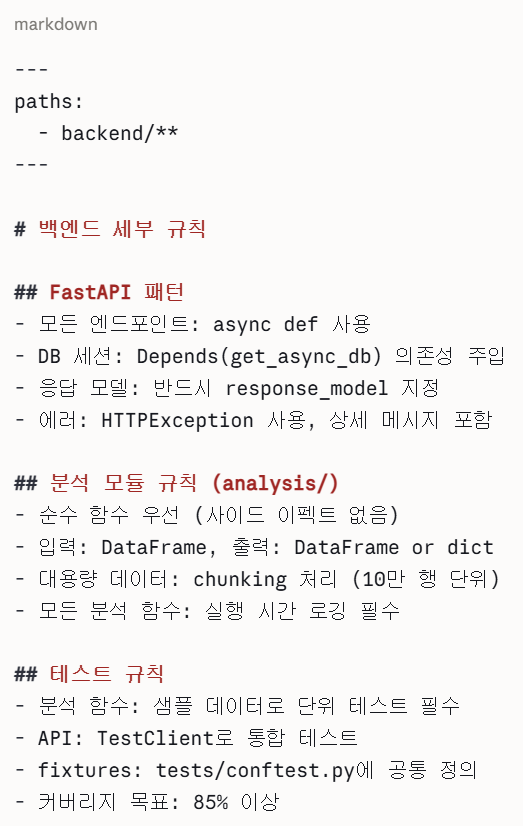 markdown
---
paths:
  - backend/**
---
# 백엔드 세부 규칙
## FastAPI 패턴
- 모든 엔드포인트: async def 사용
- DB 세션: Depends(get_async_db) 의존성 주입
- 응답 모델: 반드시 response_model 지정
- 에러: HTTPException 사용, 상세 메시지 포함
## 분석 모듈 규칙 (analysis/)
- 순수 함수 우선 (사이드 이펙트 없음)
- 입력: DataFrame, 출력: DataFrame or dict
- 대용량 데이터: chunking 처리 (10만 행 단위)
- 모든 분석 함수: 실행 시간 로깅 필수
## 테스트 규칙
- 분석 함수: 샘플 데이터로 단위 테스트 필수
- API: TestClient로 통합 테스트
- fixtures: tests/conftest.py에 공통 정의
- 커버리지 목표: 85% 이상